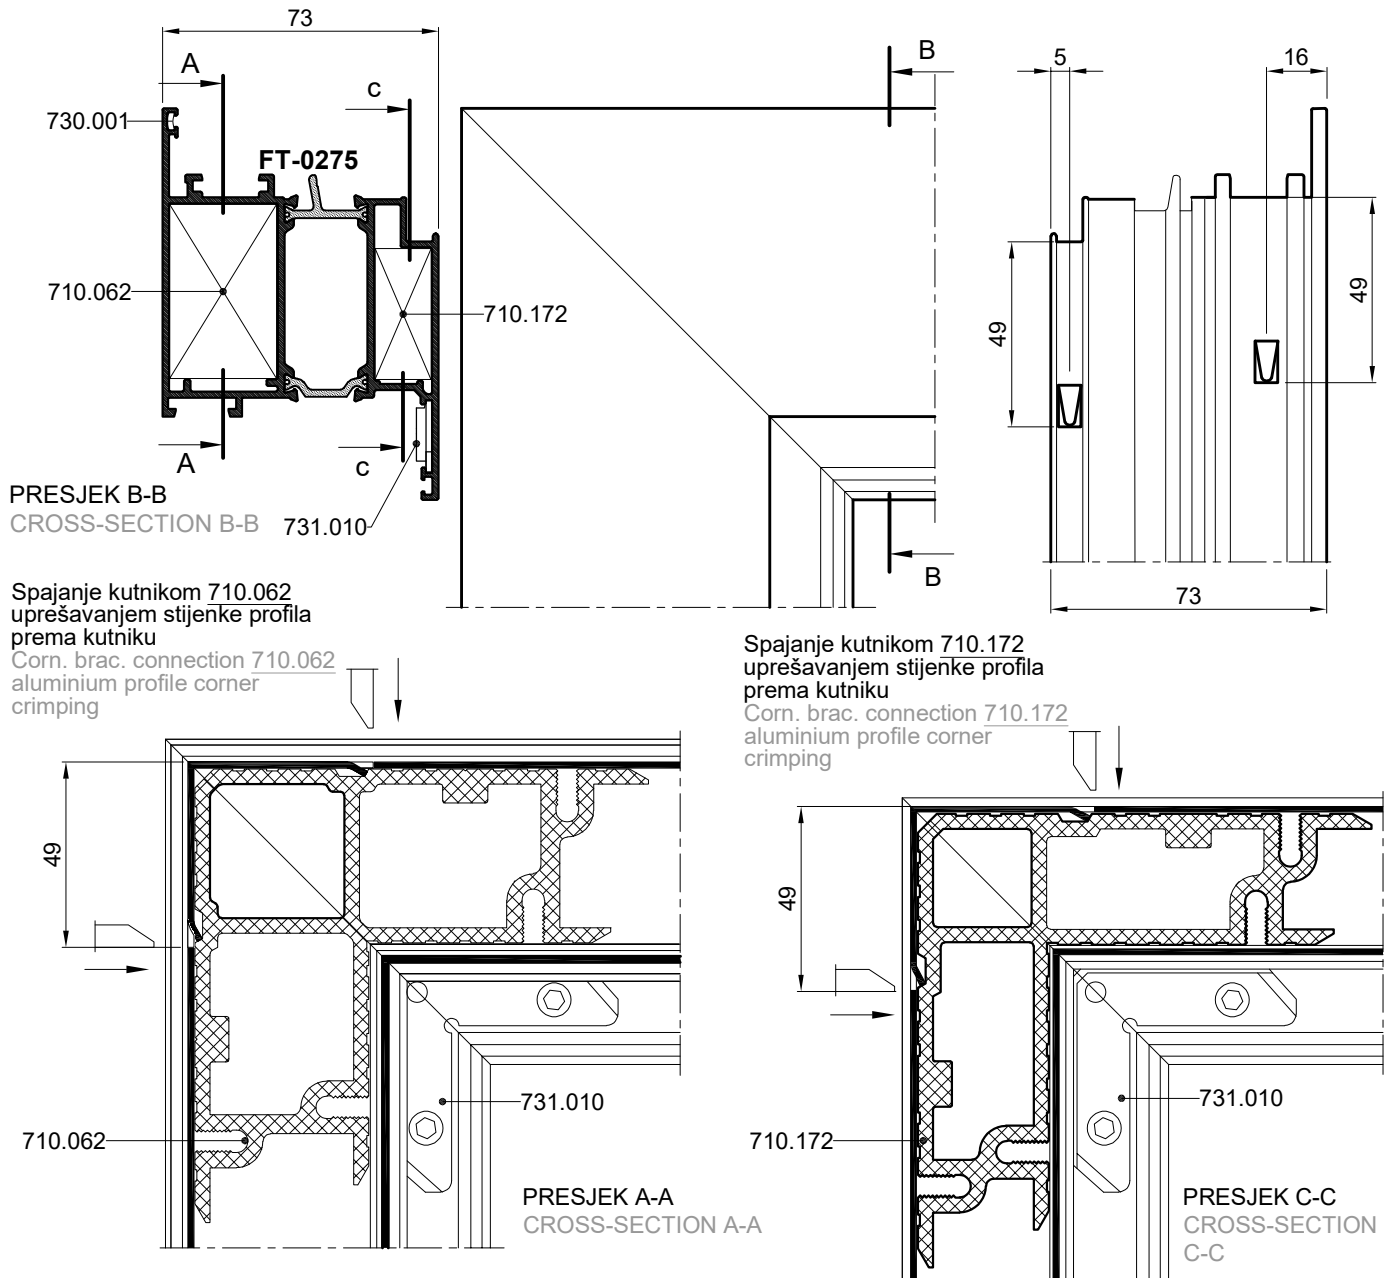 73
A
c
730.001
FT-0275
710.062
710.172
A
c
PRESJEK B-B
CROSS-SECTION B-B
731.010
B
B
5
16
49
49
73
Spajanje kutnikom 710.062
uprešavanjem stijenke profila
prema kutniku
Corn. brac. connection 710.062
aluminium profile corner
crimping
Spajanje kutnikom 710.172
uprešavanjem stijenke profila
prema kutniku
Corn. brac. connection 710.172
aluminium profile corner
crimping
49
731.010
710.062
PRESJEK A-A
CROSS-SECTION A-A
49
731.010
710.172
PRESJEK C-C
CROSS-SECTION
C-C